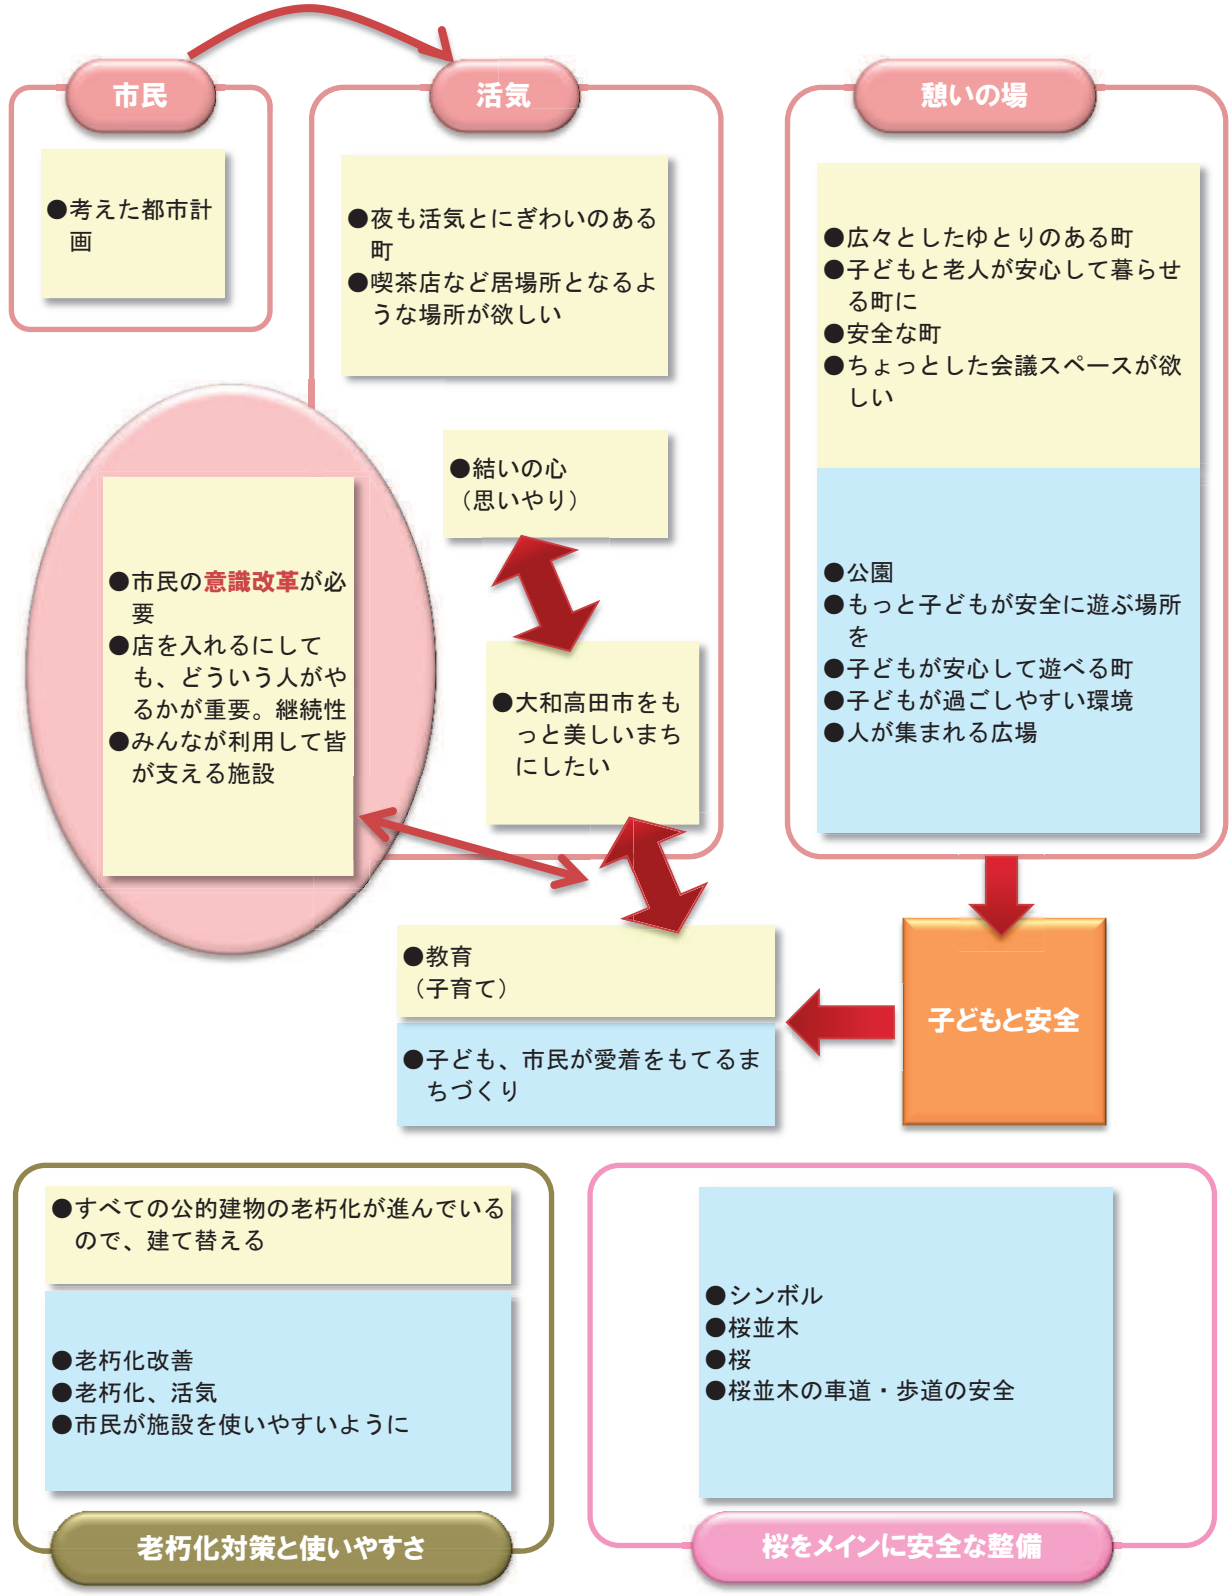 市民
●考えた都市計
画
活気
●夜も活気とにぎわいのある
町
●喫茶店など居場所となるよ
うな場所が欲しい
憩いの場
●広々としたゆとりのある町
●子どもと老人が安心して暮らせ
る町に
●安全な町
●ちょっとした会議スペースが欲
しい
●公園
●もっと子どもが安全に遊ぶ場所
を
●子どもが安心して遊べる町
●子どもが過ごしやすい環境
●人が集まれる広場
●結いの心
（思いやり）
●市民の意識改革が必
要
●店を入れるにして
も、どういう人がや
るかが重要。継続性
●みんなが利用して皆
が支える施設
●大和高田市をも
っと美しいまち
にしたい
●教育
（子育て）
●子ども、市民が愛着をもてるま
ちづくり
子どもと安全
●すべての公的建物の老朽化が進んでいる
ので、建て替える
●老朽化改善
●老朽化、活気
●市民が施設を使いやすいように
老朽化対策と使いやすさ
●シンボル
●桜並木
●桜
●桜並木の車道・歩道の安全
桜をメインに安全な整備